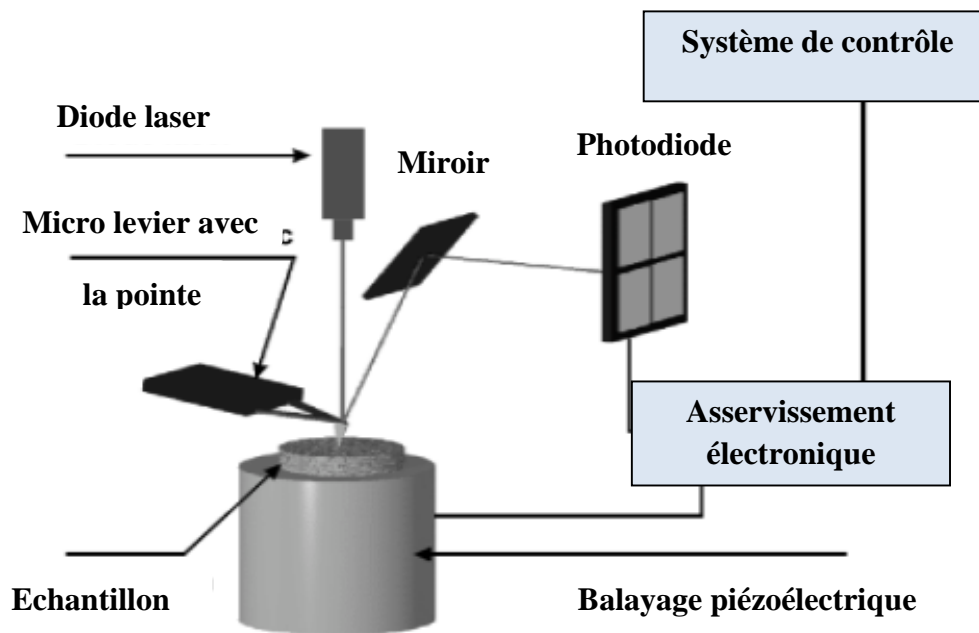 Système de contrôle
Diode laser
Miroir
Photodiode
Micro levier avec
c
la pointe
Asservissement
électronique
Echantillon
Balayage piézoélectrique